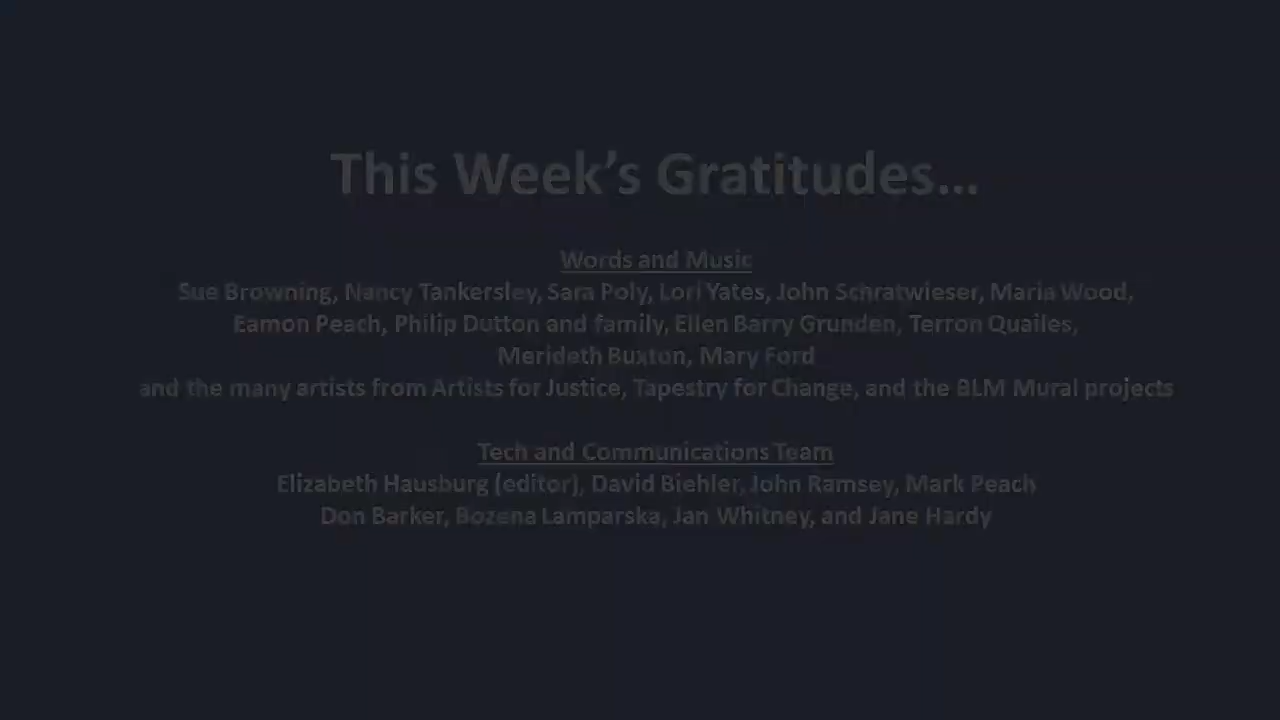 This Week’s Gratitudes…
Words and Music
Sue Browning, Nancy Tankersley, Sara Poly, Lori Yates, John Schratwieser, Maria Wood,
Eamon Peach, Philip Dutton and family, Ellen Barry Grunden, Terron Quailes,
Merideth Buxton, Mary Ford
and the many artists from Artists for Justice, Tapestry for Change, and the BLM Mural projects
Tech and Communications Team
Elizabeth Hausburg (editor), David Biehler, John Ramsey, Mark Peach
Don Barker, Bozena Lamparska, Jan Whitney, and Jane Hardy